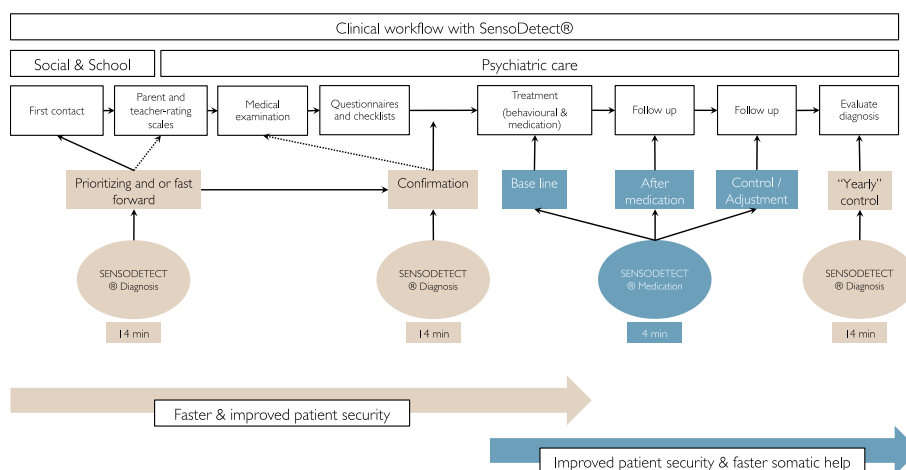 Clinical workflow with SensoDetect®
Social & School
Psychiatric care
First contact
Parent and
teacher-rating
scales
Medical
examination
Questionnaires
and checklists
Treatment
(behavioural &
medication)
Follow up
Follow up
Evaluate
diagnosis
Prioritizing and or fast
forward
Confirmation
Base line
After
medication
Control /
Adjustment
“Yearly”
control
SENSODETECT
® Diagnosis
SENSODETECT
® Diagnosis
SENSODETECT
® Medication
SENSODETECT
® Diagnosis
14 min
14 min
4 min
14 min
Faster & improved patient security
Improved patient security & faster somatic help